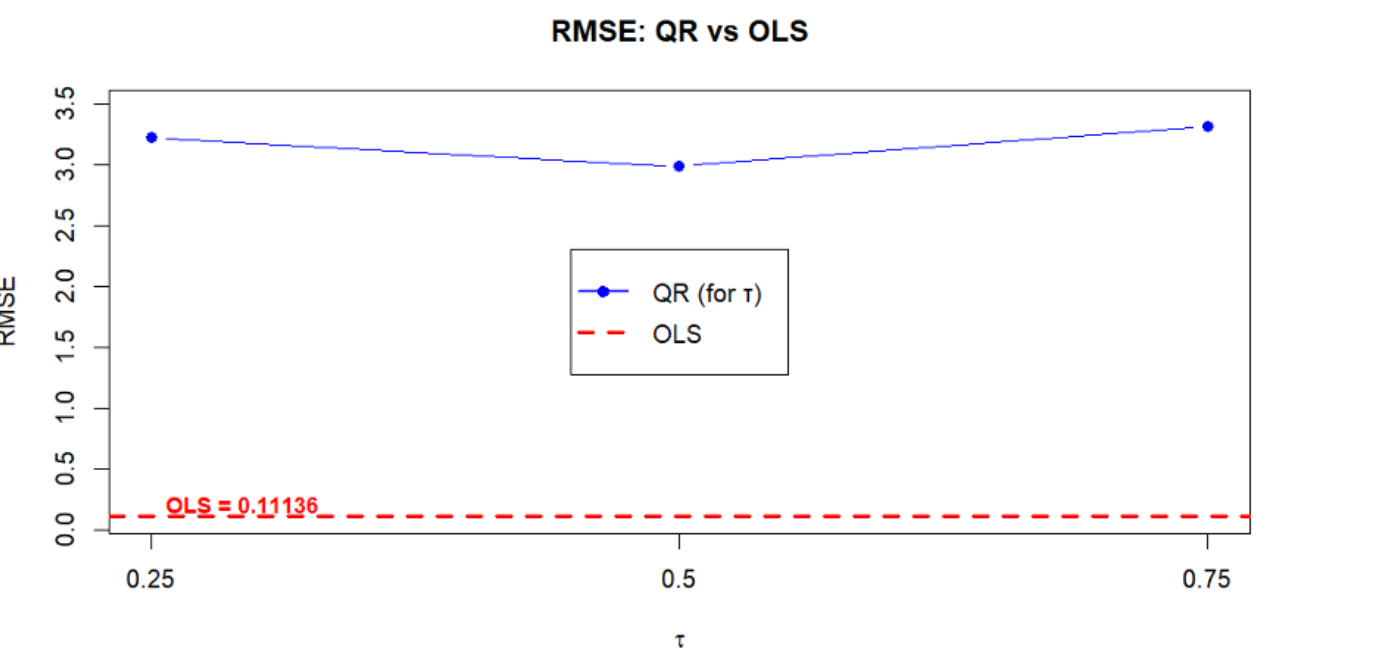 RMSE: QR vs OLS
RMSE
3.5
3.0
2.5
2.0
1.5
1.0
0.5
0.0
QR (for τ)
OLS
OLS = 0.11136
0.25 0.5 0.75
τ